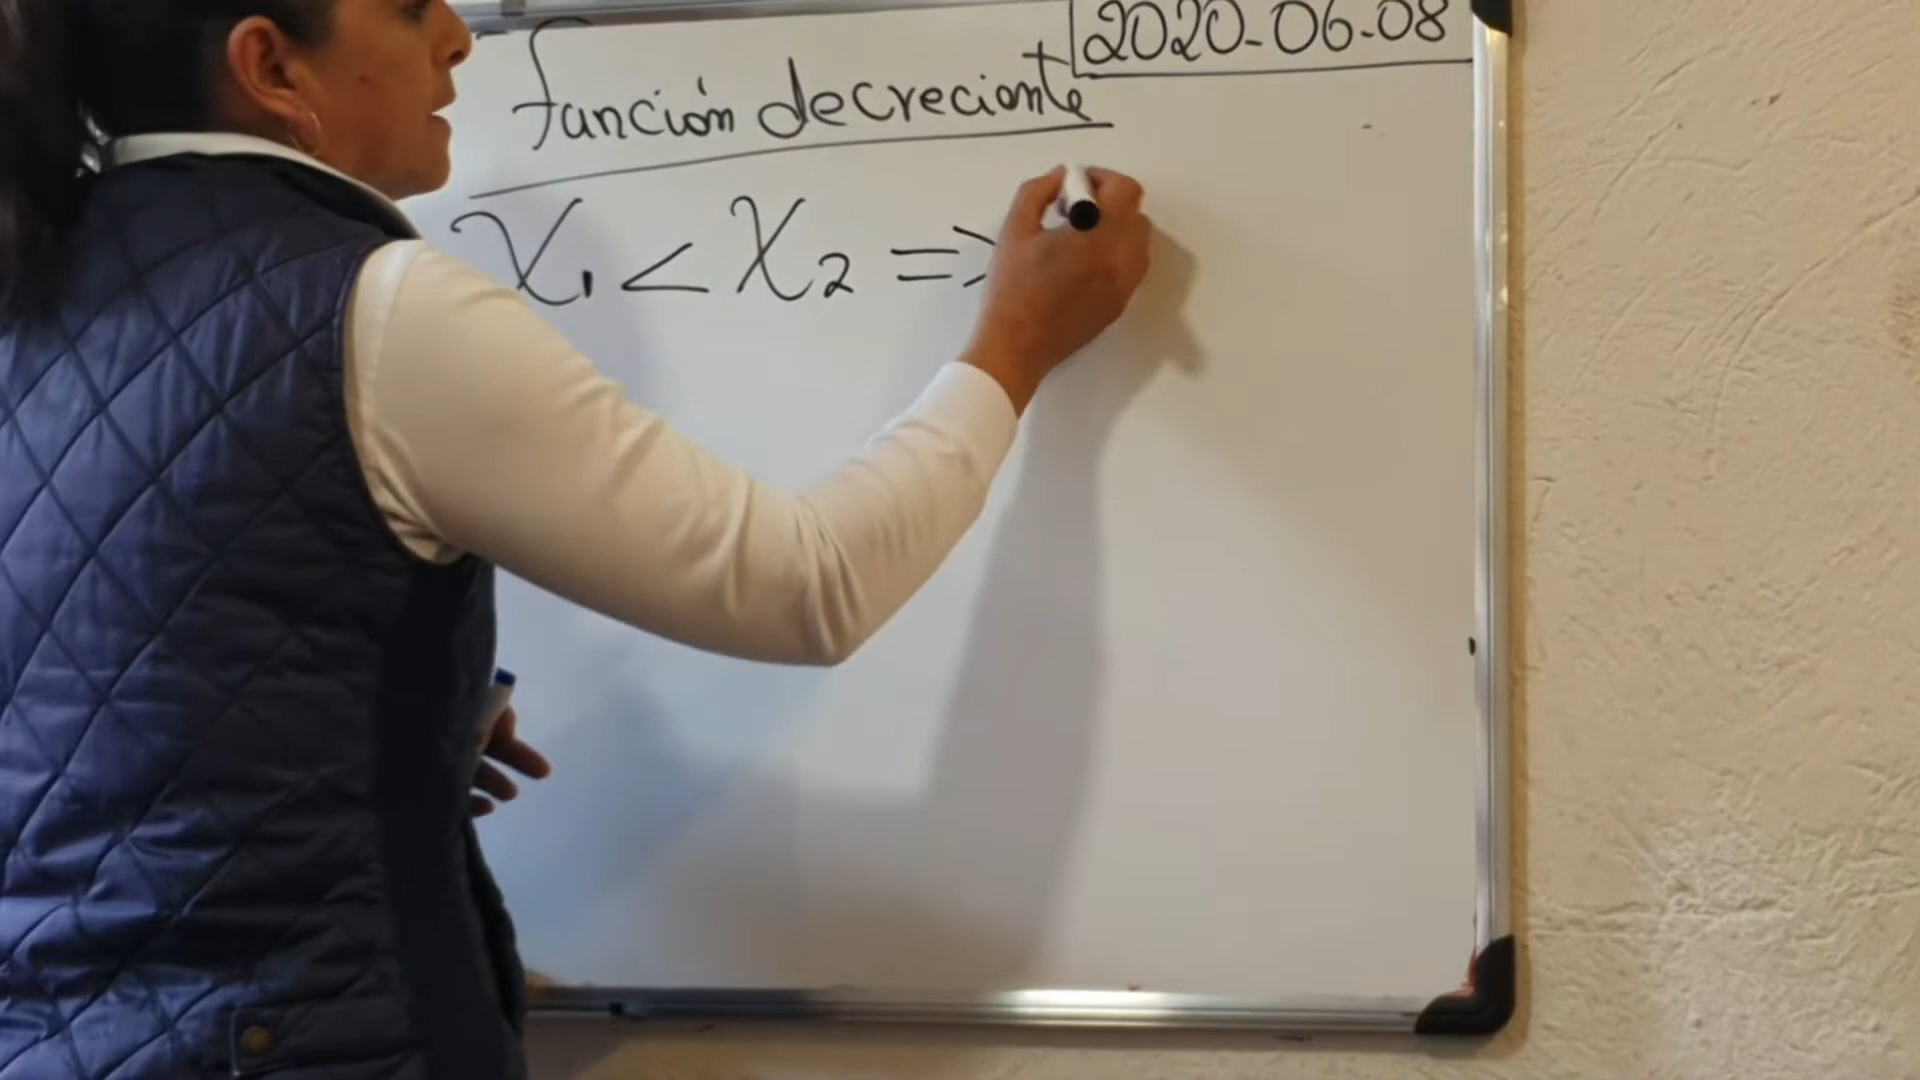 2020-06-08
función decreciente
X₁ < X₂ =>